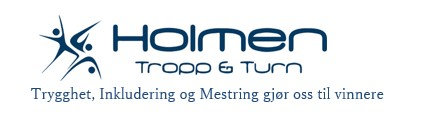 Holmen
Tropp & Turn
Trygghet, Inkludering og Mestring gjør oss til vinnere